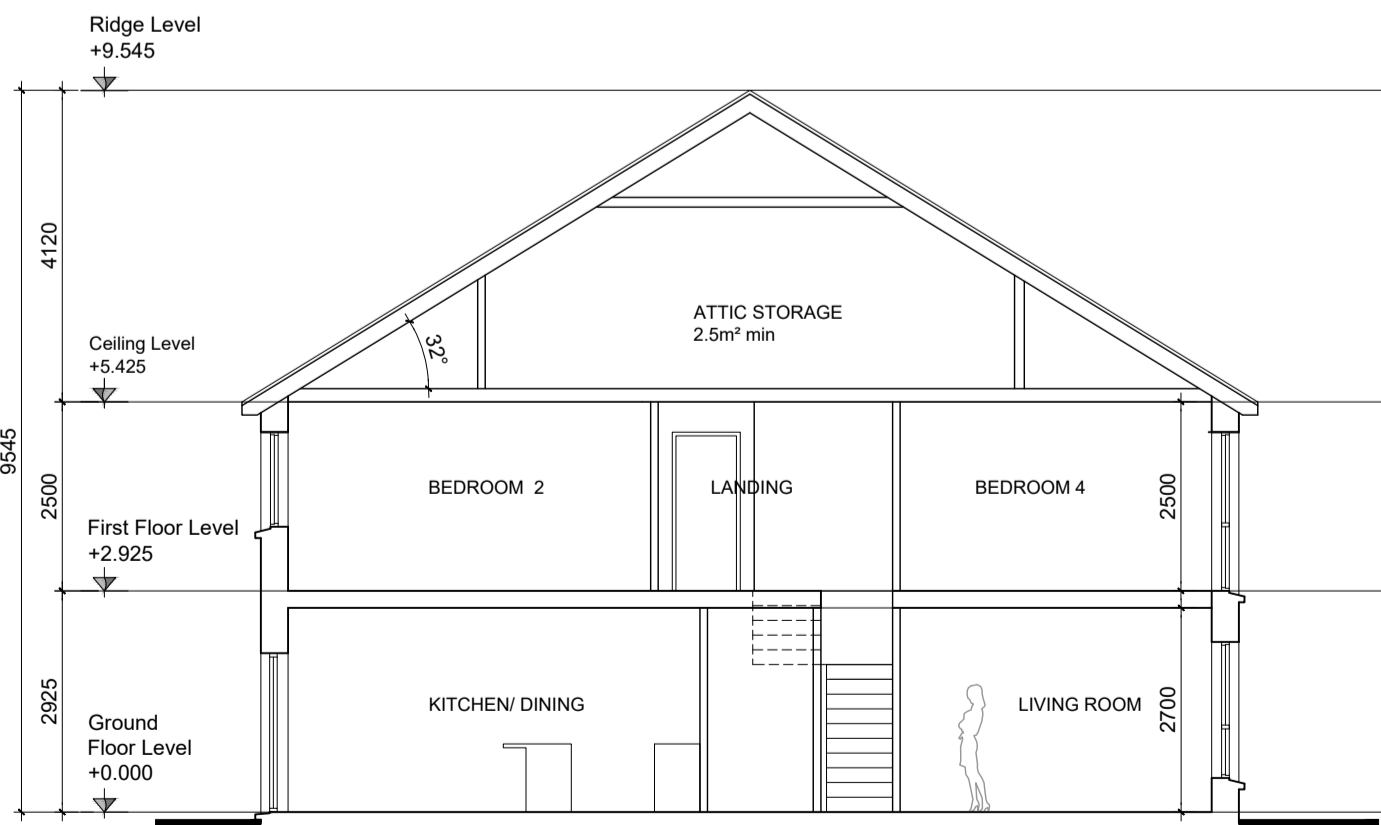 Ridge Level
+9.545
4120
ATTIC STORAGE
2.5m² min
32°
Ceiling Level
+5.425
9545
2500
BEDROOM 2
LANDING
BEDROOM 4
2500
First Floor Level
+2.925
2925
KITCHEN/ DINING
LIVING ROOM
2700
Ground
Floor Level
+0.000